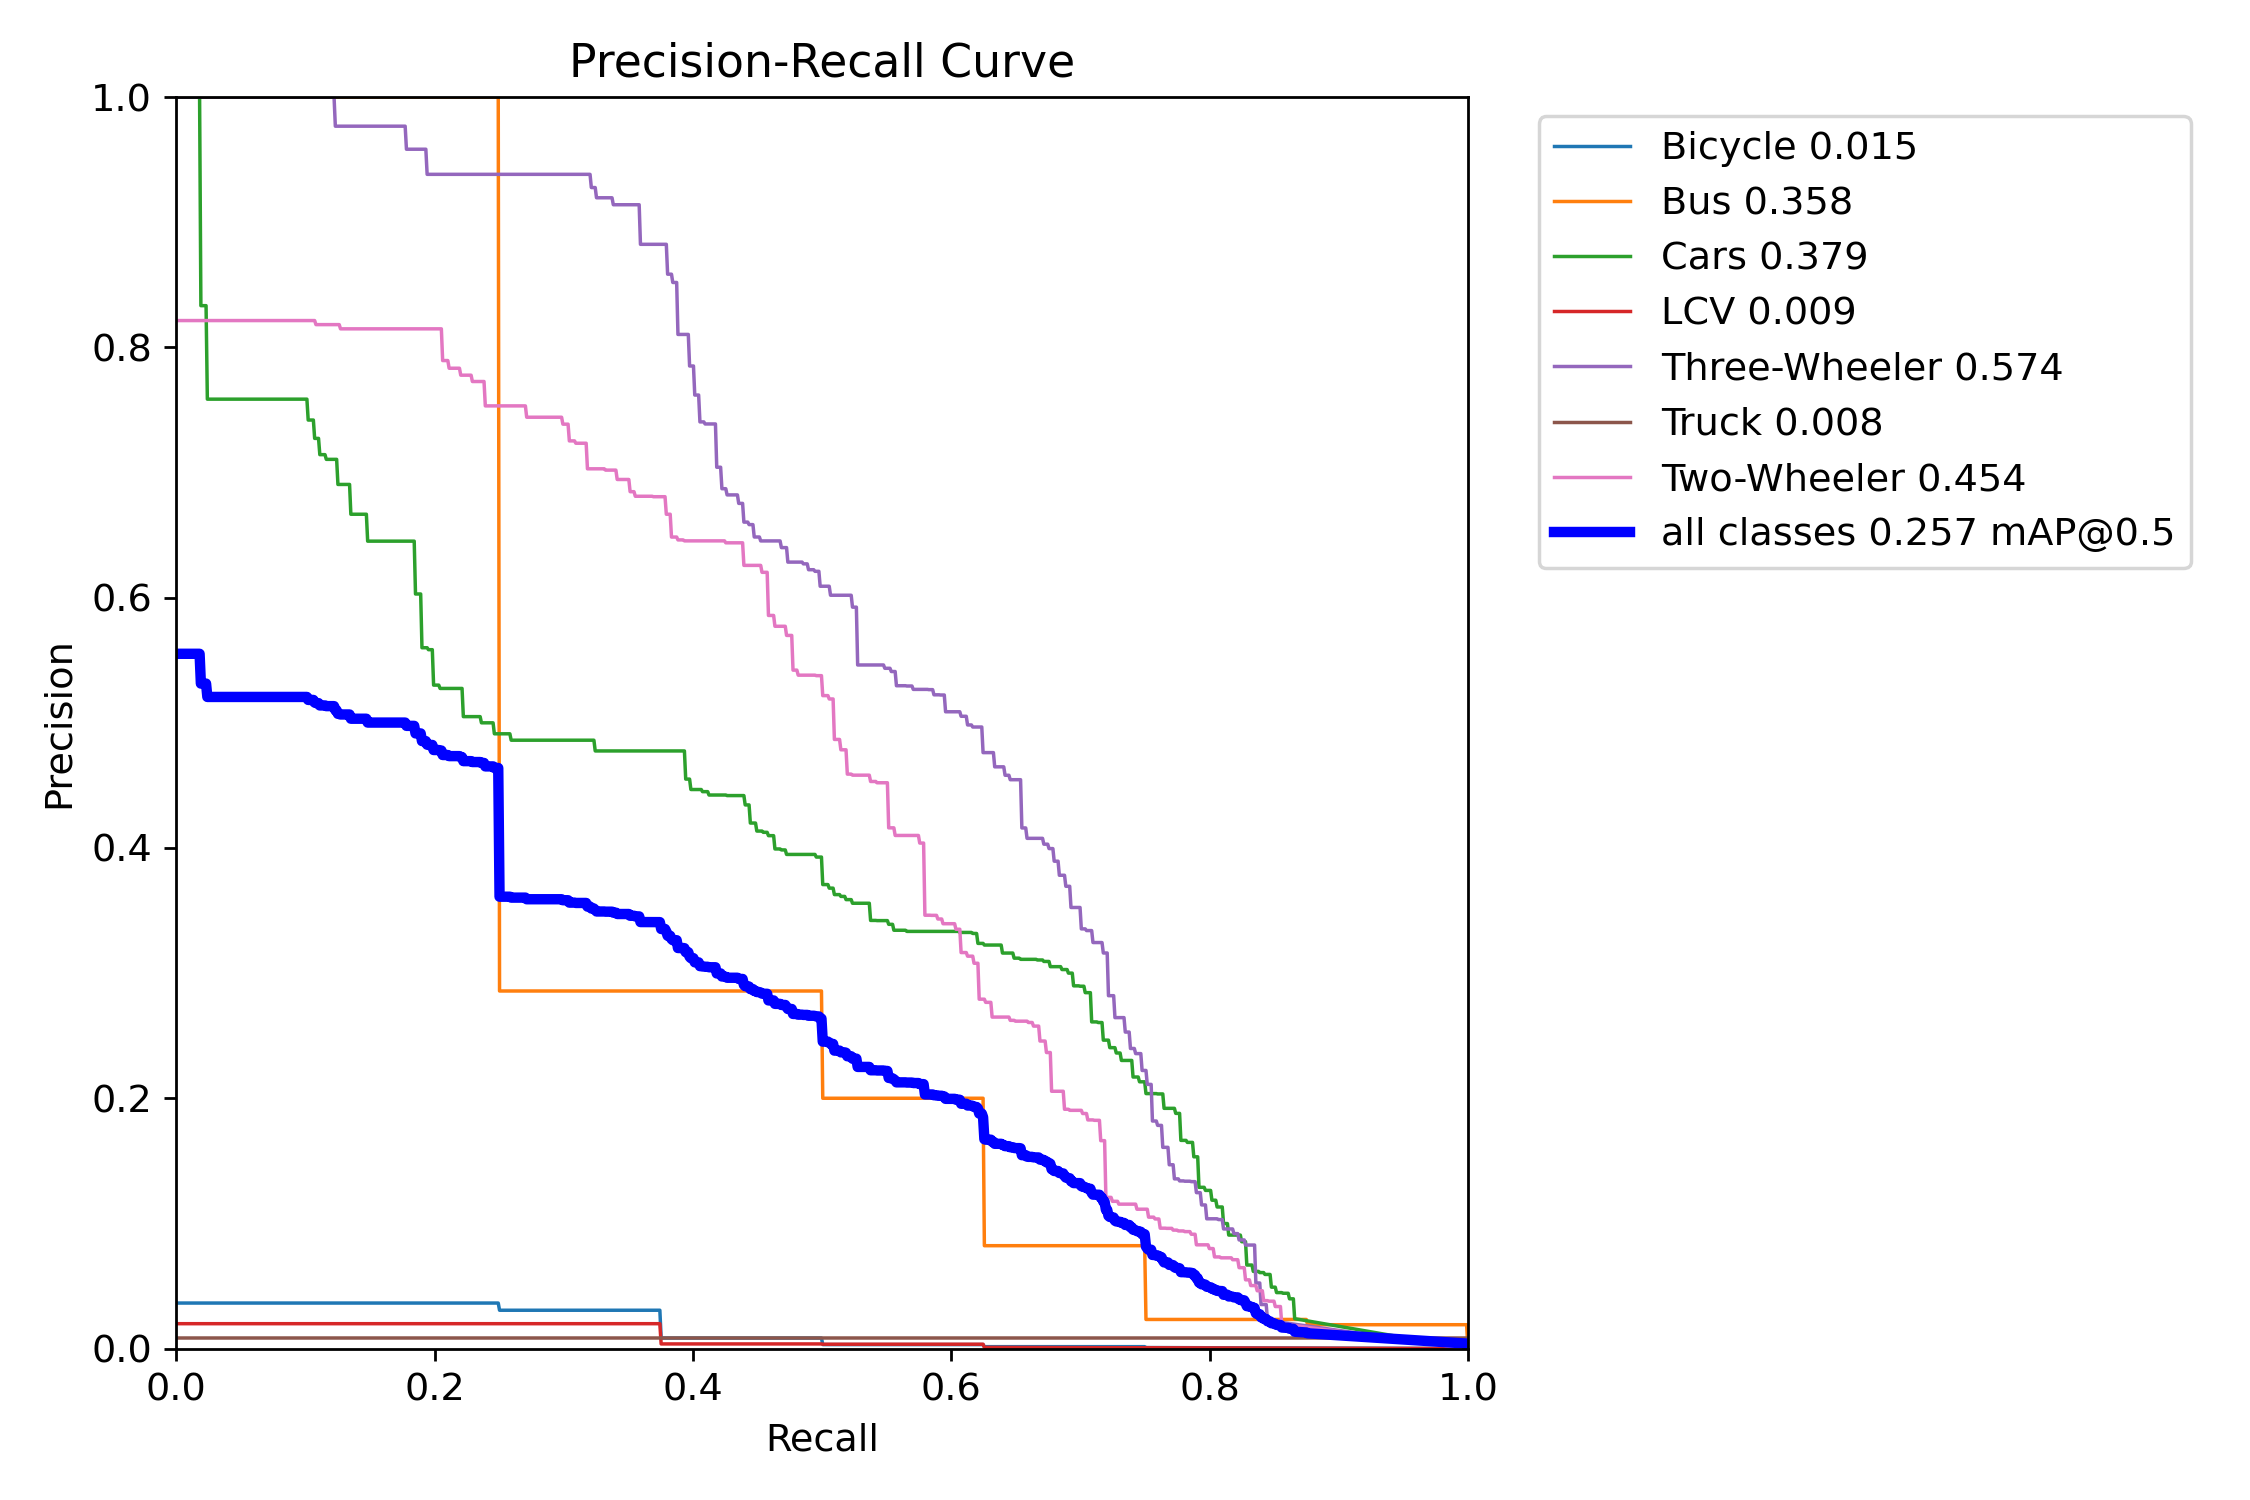 Precision-Recall Curve
1.0
0.8
0.6
0.4
0.2
0.0
Precision
0.0 0.2 0.4 0.6 0.8 1.0
Recall
Bicycle 0.015
Bus 0.358
Cars 0.379
LCV 0.009
Three-Wheeler 0.574
Truck 0.008
Two-Wheeler 0.454
all classes 0.257 mAP@0.5